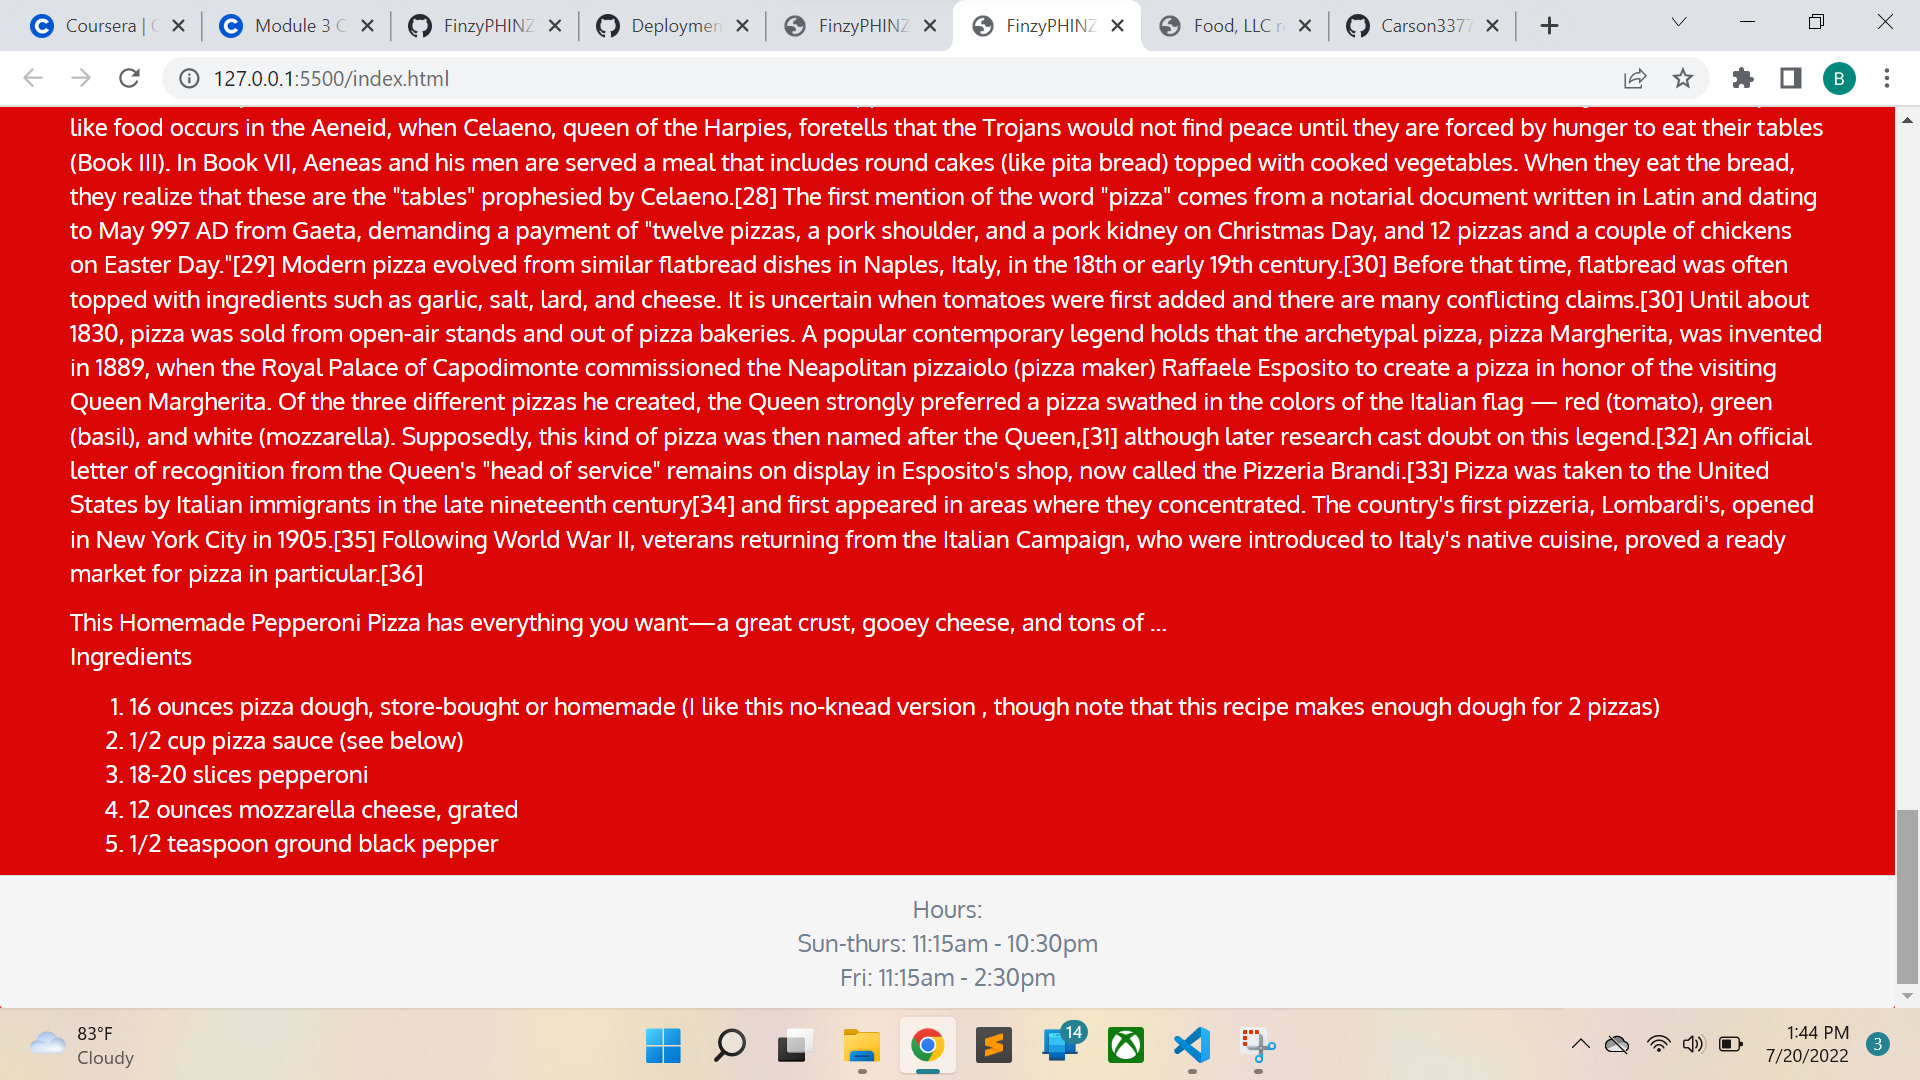 Coursera | C
Module 3 C
FinzyPHINZ
Deploymen
FinzyPHINZ
FinzyPHINZ
Food, LLC r
Carson3377
127.0.0.1:5500/index.html
B
like food occurs in the Aeneid, when Celaeno, queen of the Harpies, foretells that the Trojans would not find peace until they are forced by hunger to eat their tables
(Book III). In Book VII, Aeneas and his men are served a meal that includes round cakes (like pita bread) topped with cooked vegetables. When they eat the bread,
they realize that these are the "tables" prophesied by Celaeno.[28] The first mention of the word "pizza" comes from a notarial document written in Latin and dating
to May 997 AD from Gaeta, demanding a payment of "twelve pizzas, a pork shoulder, and a pork kidney on Christmas Day, and 12 pizzas and a couple of chickens
on Easter Day."[29] Modern pizza evolved from similar flatbread dishes in Naples, Italy, in the 18th or early 19th century.[30] Before that time, flatbread was often
topped with ingredients such as garlic, salt, lard, and cheese. It is uncertain when tomatoes were first added and there are many conflicting claims.[30] Until about
1830, pizza was sold from open-air stands and out of pizza bakeries. A popular contemporary legend holds that the archetypal pizza, pizza Margherita, was invented
in 1889, when the Royal Palace of Capodimonte commissioned the Neapolitan pizzaiolo (pizza maker) Raffaele Esposito to create a pizza in honor of the visiting
Queen Margherita. Of the three different pizzas he created, the Queen strongly preferred a pizza swathed in the colors of the Italian flag — red (tomato), green
(basil), and white (mozzarella). Supposedly, this kind of pizza was then named after the Queen,[31] although later research cast doubt on this legend.[32] An official
letter of recognition from the Queen's "head of service" remains on display in Esposito's shop, now called the Pizzeria Brandi.[33] Pizza was taken to the United
States by Italian immigrants in the late nineteenth century[34] and first appeared in areas where they concentrated. The country's first pizzeria, Lombardi's, opened
in New York City in 1905.[35] Following World War II, veterans returning from the Italian Campaign, who were introduced to Italy's native cuisine, proved a ready
market for pizza in particular.[36]
This Homemade Pepperoni Pizza has everything you want—a great crust, gooey cheese, and tons of ...
Ingredients
1. 16 ounces pizza dough, store-bought or homemade (I like this no-knead version , though note that this recipe makes enough dough for 2 pizzas)
2. 1/2 cup pizza sauce (see below)
3. 18-20 slices pepperoni
4. 12 ounces mozzarella cheese, grated
5. 1/2 teaspoon ground black pepper
Hours:
Sun-thurs: 11:15am - 10:30pm
Fri: 11:15am - 2:30pm
83°F
Cloudy
14
1:44 PM
7/20/2022
3